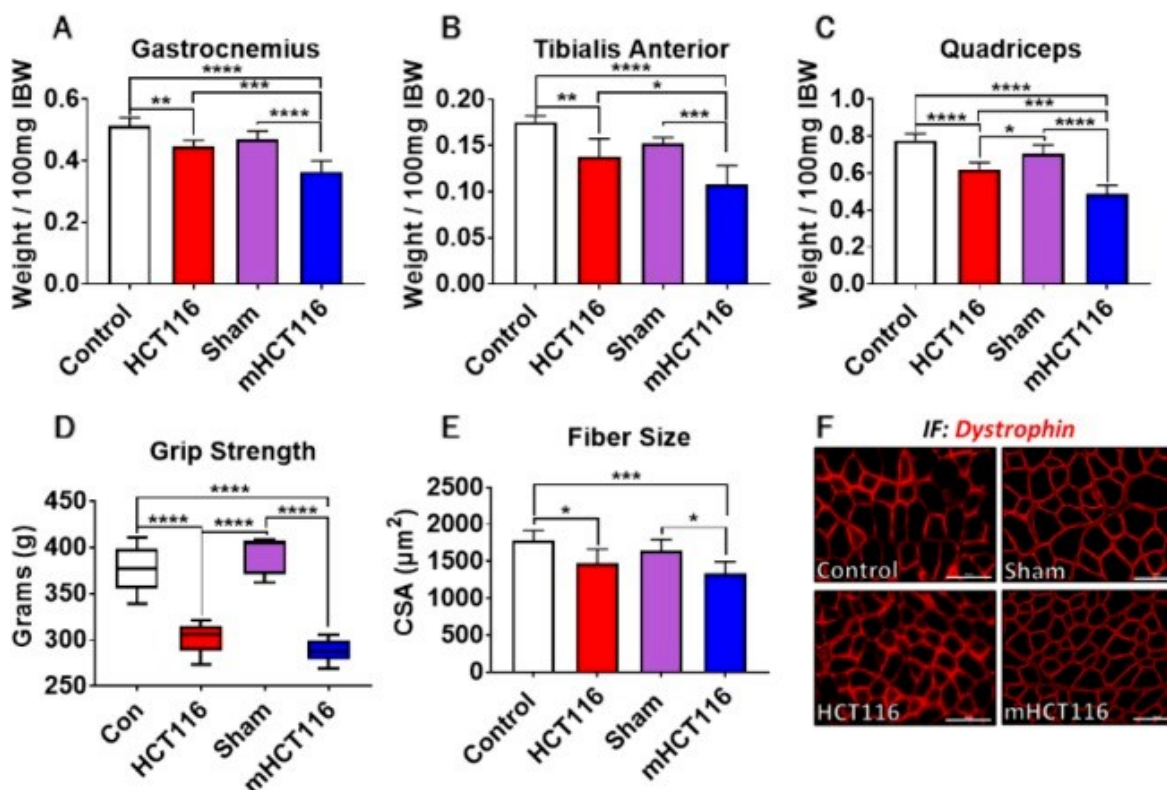 A
Gastrocnemius
****
**
***
****
Weight / 100mg IBW
0.6
0.4
0.2
0.0
Control
HCT116
Sham
mHCT116
B
Tibialis Anterior
****
**
*
***
Weight / 100mg IBW
0.20
0.15
0.10
0.05
0.00
Control
HCT116
Sham
mHCT116
C
Quadriceps
****
***
****
*
****
Weight / 100mg IBW
1.0
0.8
0.6
0.4
0.2
0.0
Control
HCT116
Sham
mHCT116
D
Grip Strength
****
****
****
****
Grams (g)
450
400
350
300
250
Con
HCT116
Sham
mHCT116
E
Fiber Size
***
*
*
CSA (µm²)
2500
2000
1500
1000
500
0
Control
HCT116
Sham
mHCT116
F
IF: Dystrophin
Control
Sham
HCT116
mHCT116